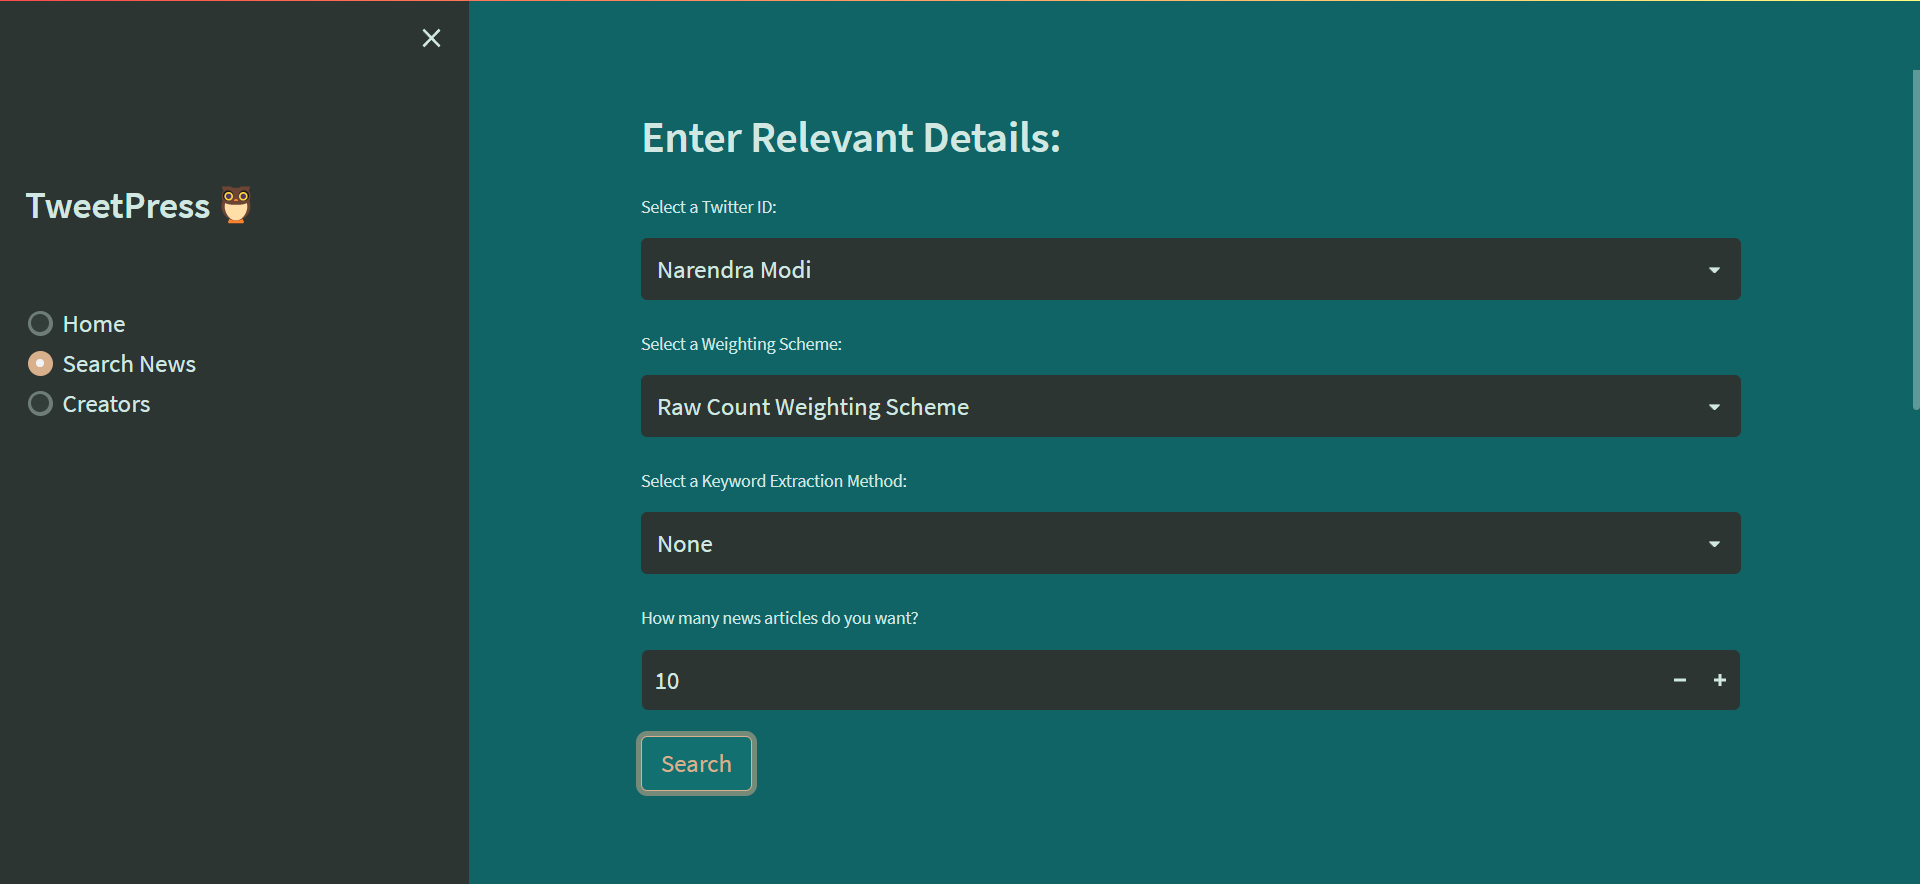 TweetPress
Home
Search News
Creators
Enter Relevant Details:
Select a Twitter ID:
Narendra Modi
Select a Weighting Scheme:
Raw Count Weighting Scheme
Select a Keyword Extraction Method:
None
How many news articles do you want?
10
Search